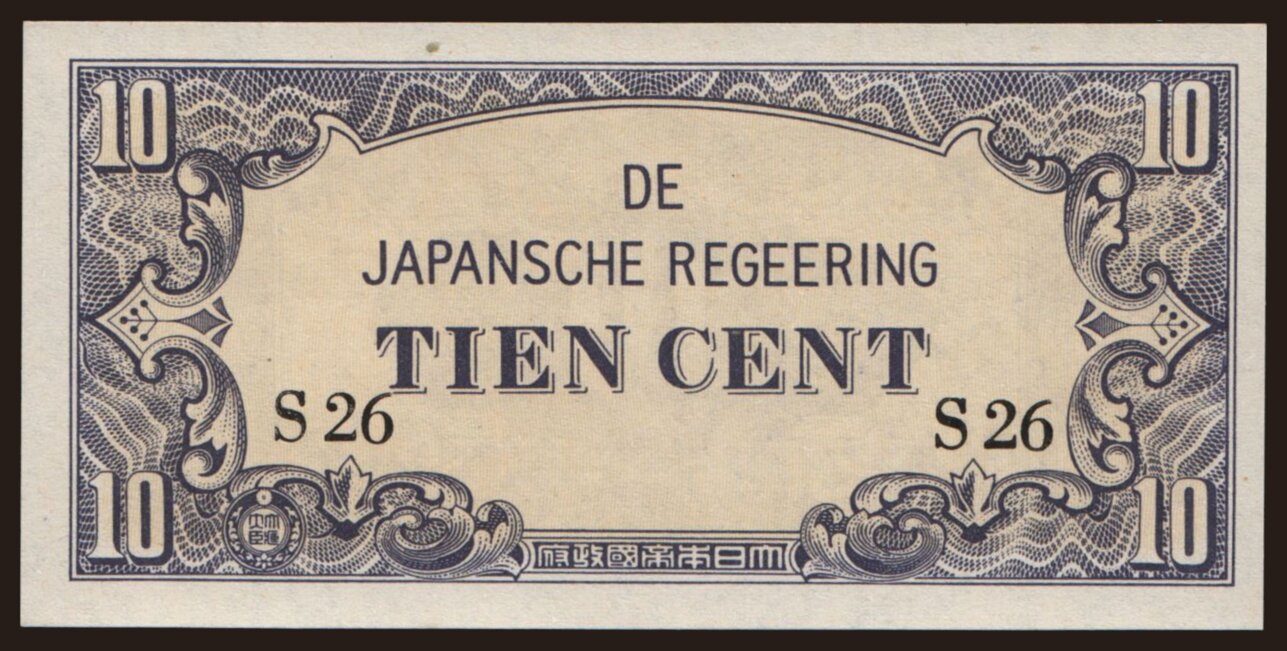 10 10
DE
JAPANSCHE REGEERING
TIEN CENT
S 26 S 26
10 10
府政國帝本日大